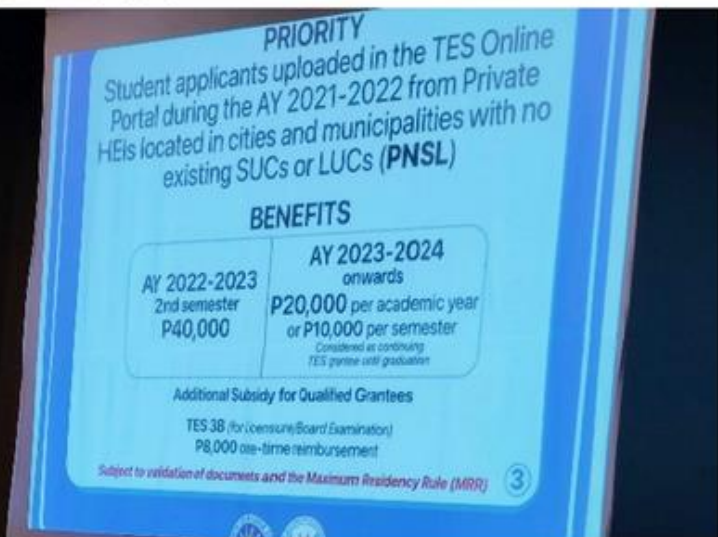 PRIORITY
Student applicants uploaded in the TES Online
Portal during the AY 2021-2022 from Private
HEIs located in cities and municipalities with no
existing SUCs or LUCs (PNSL)
BENEFITS
AY 2022-2023
2nd semester
P40,000
AY 2023-2024
onwards
P20,000 per academic year
or P10,000 per semester
Considered as continuing
TES grantee until graduation
Additional Subsidy for Qualified Grantees
TES 3B (for Licensure/Board Examination)
P8,000 one-time reimbursement
Subject to validation of documents and the Maximum Residency Rule (MRR)
3